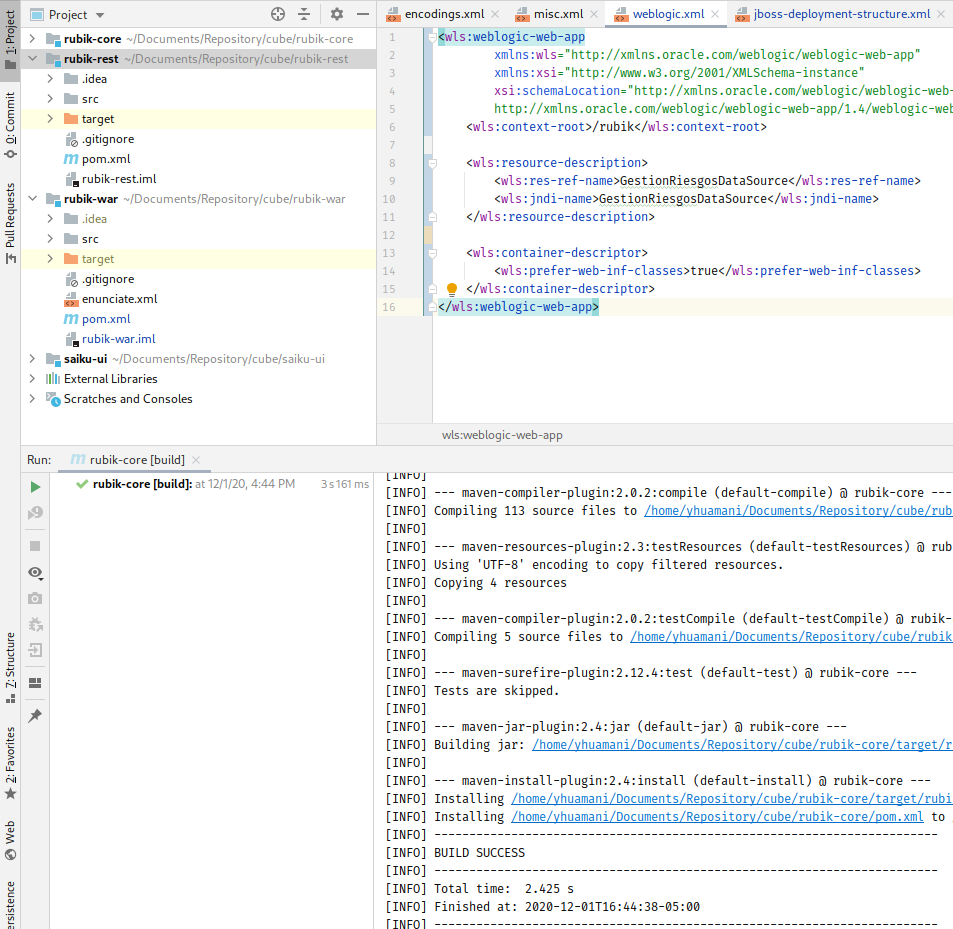 Project
encodings.xml
misc.xml
weblogic.xml
jboss-deployment-structure.xml
1: Project
0: Commit
Pull Requests
7: Structure
2: Favorites
Web
ersistence
rubik-core ~/Documents/Repository/cube/rubik-core
rubik-rest ~/Documents/Repository/cube/rubik-rest
.idea
src
target
.gitignore
pom.xml
rubik-rest.iml
rubik-war ~/Documents/Repository/cube/rubik-war
.idea
src
target
.gitignore
enunciate.xml
pom.xml
rubik-war.iml
saiku-ui ~/Documents/Repository/cube/saiku-ui
External Libraries
Scratches and Consoles
1 <wls:weblogic-web-app
2 xmlns:wls="http://xmlns.oracle.com/weblogic/weblogic-web-app"
3 xmlns:xsi="http://www.w3.org/2001/XMLSchema-instance"
4 xsi:schemaLocation="http://xmlns.oracle.com/weblogic/weblogic-web-
5 http://xmlns.oracle.com/weblogic/weblogic-web-app/1.4/weblogic-web
6 <wls:context-root>/rubik</wls:context-root>
7
8 <wls:resource-description>
9 <wls:res-ref-name>GestionRiesgosDataSource</wls:res-ref-name>
10 <wls:jndi-name>GestionRiesgosDataSource</wls:jndi-name>
11 </wls:resource-description>
12
13 <wls:container-descriptor>
14 <wls:prefer-web-inf-classes>true</wls:prefer-web-inf-classes>
15 </wls:container-descriptor>
16 </wls:weblogic-web-app>
wls:weblogic-web-app
Run: rubik-core [build]
rubik-core [build]: at 12/1/20, 4:44 PM 3 s 161 ms
[INFO]
[INFO] --- maven-compiler-plugin:2.0.2:compile (default-compile) @ rubik-core ---
[INFO] Compiling 113 source files to /home/yhuamani/Documents/Repository/cube/rub
[INFO]
[INFO] --- maven-resources-plugin:2.3:testResources (default-testResources) @ rub
[INFO] Using 'UTF-8' encoding to copy filtered resources.
[INFO] Copying 4 resources
[INFO]
[INFO] --- maven-compiler-plugin:2.0.2:testCompile (default-testCompile) @ rubik-
[INFO] Compiling 5 source files to /home/yhuamani/Documents/Repository/cube/rubik
[INFO]
[INFO] --- maven-surefire-plugin:2.12.4:test (default-test) @ rubik-core ---
[INFO] Tests are skipped.
[INFO]
[INFO] --- maven-jar-plugin:2.4:jar (default-jar) @ rubik-core ---
[INFO] Building jar: /home/yhuamani/Documents/Repository/cube/rubik-core/target/r
[INFO]
[INFO] --- maven-install-plugin:2.4:install (default-install) @ rubik-core ---
[INFO] Installing /home/yhuamani/Documents/Repository/cube/rubik-core/target/rubi
[INFO] Installing /home/yhuamani/Documents/Repository/cube/rubik-core/pom.xml to
[INFO] ------------------------------------------------------------------------
[INFO] BUILD SUCCESS
[INFO] ------------------------------------------------------------------------
[INFO] Total time:  2.425 s
[INFO] Finished at: 2020-12-01T16:44:38-05:00
[INFO] ------------------------------------------------------------------------